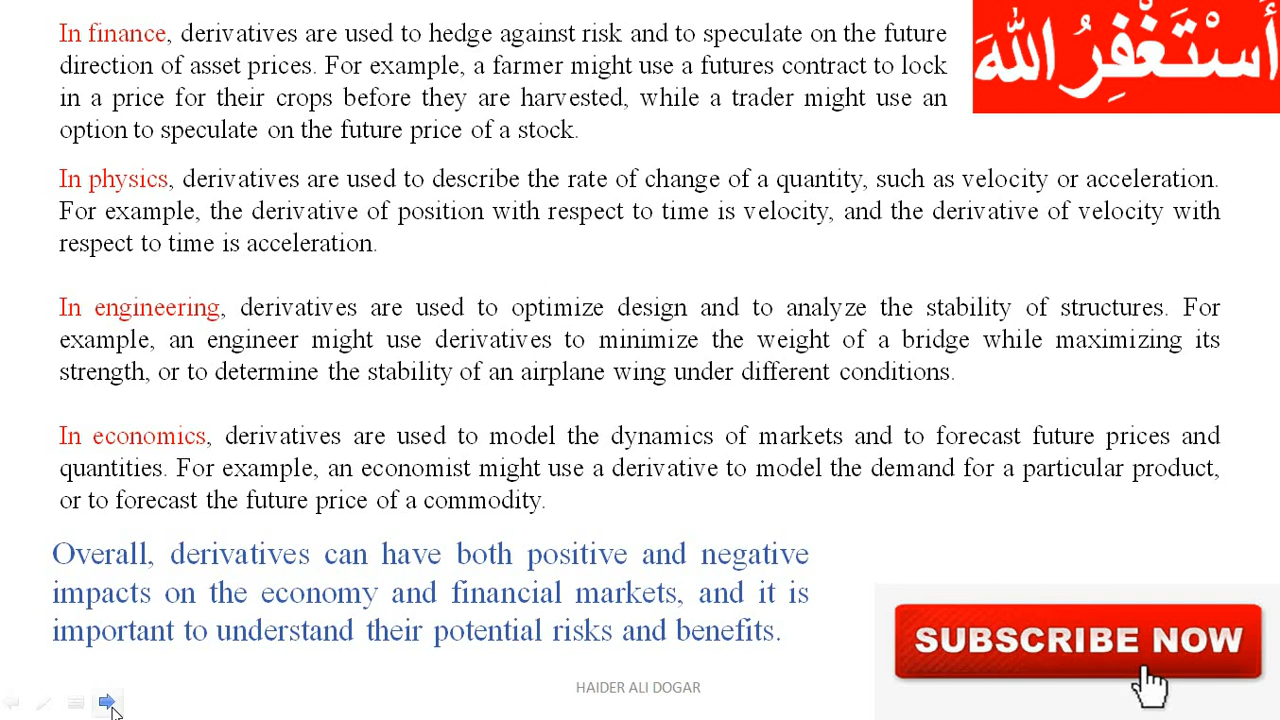 In finance, derivatives are used to hedge against risk and to speculate on the future
direction of asset prices. For example, a farmer might use a futures contract to lock
in a price for their crops before they are harvested, while a trader might use an
option to speculate on the future price of a stock.
أَسْتَغْفِرُ اللهَ
In physics, derivatives are used to describe the rate of change of a quantity, such as velocity or acceleration.
For example, the derivative of position with respect to time is velocity, and the derivative of velocity with
respect to time is acceleration.
In engineering, derivatives are used to optimize design and to analyze the stability of structures. For
example, an engineer might use derivatives to minimize the weight of a bridge while maximizing its
strength, or to determine the stability of an airplane wing under different conditions.
In economics, derivatives are used to model the dynamics of markets and to forecast future prices and
quantities. For example, an economist might use a derivative to model the demand for a particular product,
or to forecast the future price of a commodity.
Overall, derivatives can have both positive and negative
impacts on the economy and financial markets, and it is
important to understand their potential risks and benefits.
SUBSCRIBE NOW
HAIDER ALI DOGAR